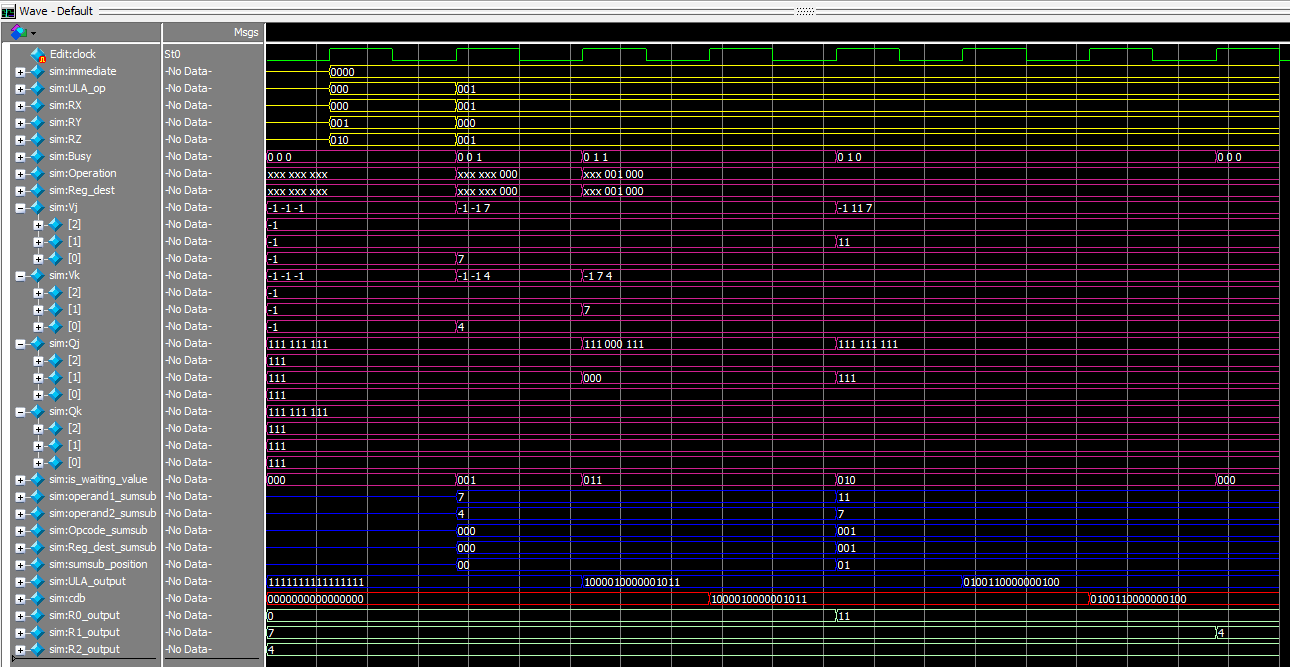 Wave - Default
Msgs
Edit:clock St0
sim:immediate -No Data- 0000
sim:ULA_op -No Data- 000 001
sim:RX -No Data- 000 001
sim:RY -No Data- 001 000
sim:RZ -No Data- 010 001
sim:Busy -No Data- 0 0 0 0 0 1 0 1 1 0 1 0 0 0 0
sim:Operation -No Data- xxx xxx xxx xxx xxx 000 xxx 001 000
sim:Reg_dest -No Data- xxx xxx xxx xxx xxx 000 xxx 001 000
sim:Vj -No Data- -1 -1 -1 -1 -1 7 -1 11 7
[2] -No Data- -1
[1] -No Data- -1 11
[0] -No Data- -1 7
sim:Vk -No Data- -1 -1 -1 -1 -1 4 -1 7 4
[2] -No Data- -1
[1] -No Data- -1 7
[0] -No Data- -1 4
sim:Qj -No Data- 111 111 111 111 000 111 111 111 111
[2] -No Data- 111
[1] -No Data- 111 000 111
[0] -No Data- 111
sim:Qk -No Data- 111 111 111
[2] -No Data- 111
[1] -No Data- 111
[0] -No Data- 111
sim:is_waiting_value -No Data- 000 001 011 010 000
sim:operand1_sumsub -No Data- 7 11
sim:operand2_sumsub -No Data- 4 7
sim:Opcode_sumsub -No Data- 000 001
sim:Reg_dest_sumsub -No Data- 000 001
sim:sumsub_position -No Data- 00 01
sim:ULA_output -No Data- 1111111111111111 1000010000001011 0100110000000100
sim:cdb -No Data- 0000000000000000 1000010000001011 0100110000000100
sim:R0_output -No Data- 0 11
sim:R1_output -No Data- 7 4
sim:R2_output -No Data- 4